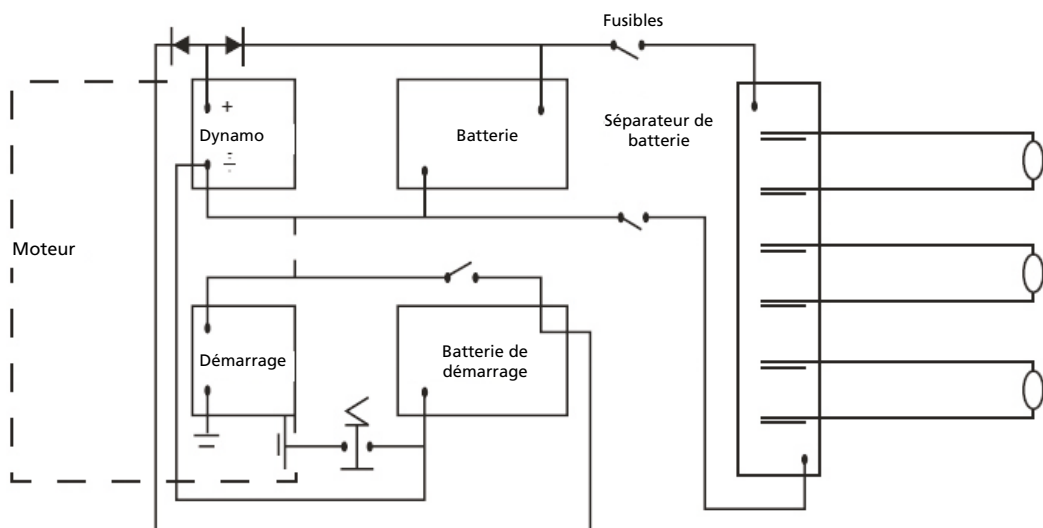 Fusibles
+
Dynamo
Batterie
Séparateur de
batterie
Moteur
Démarrage
Batterie de
démarrage